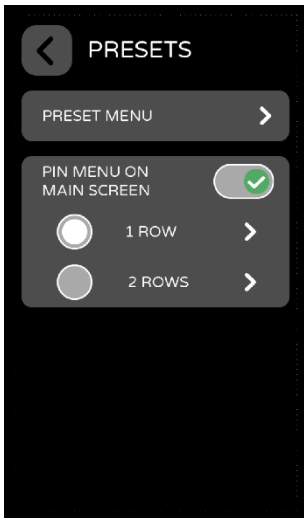 PRESETS
PRESET MENU
PIN MENU ON
MAIN SCREEN
1 ROW
2 ROWS